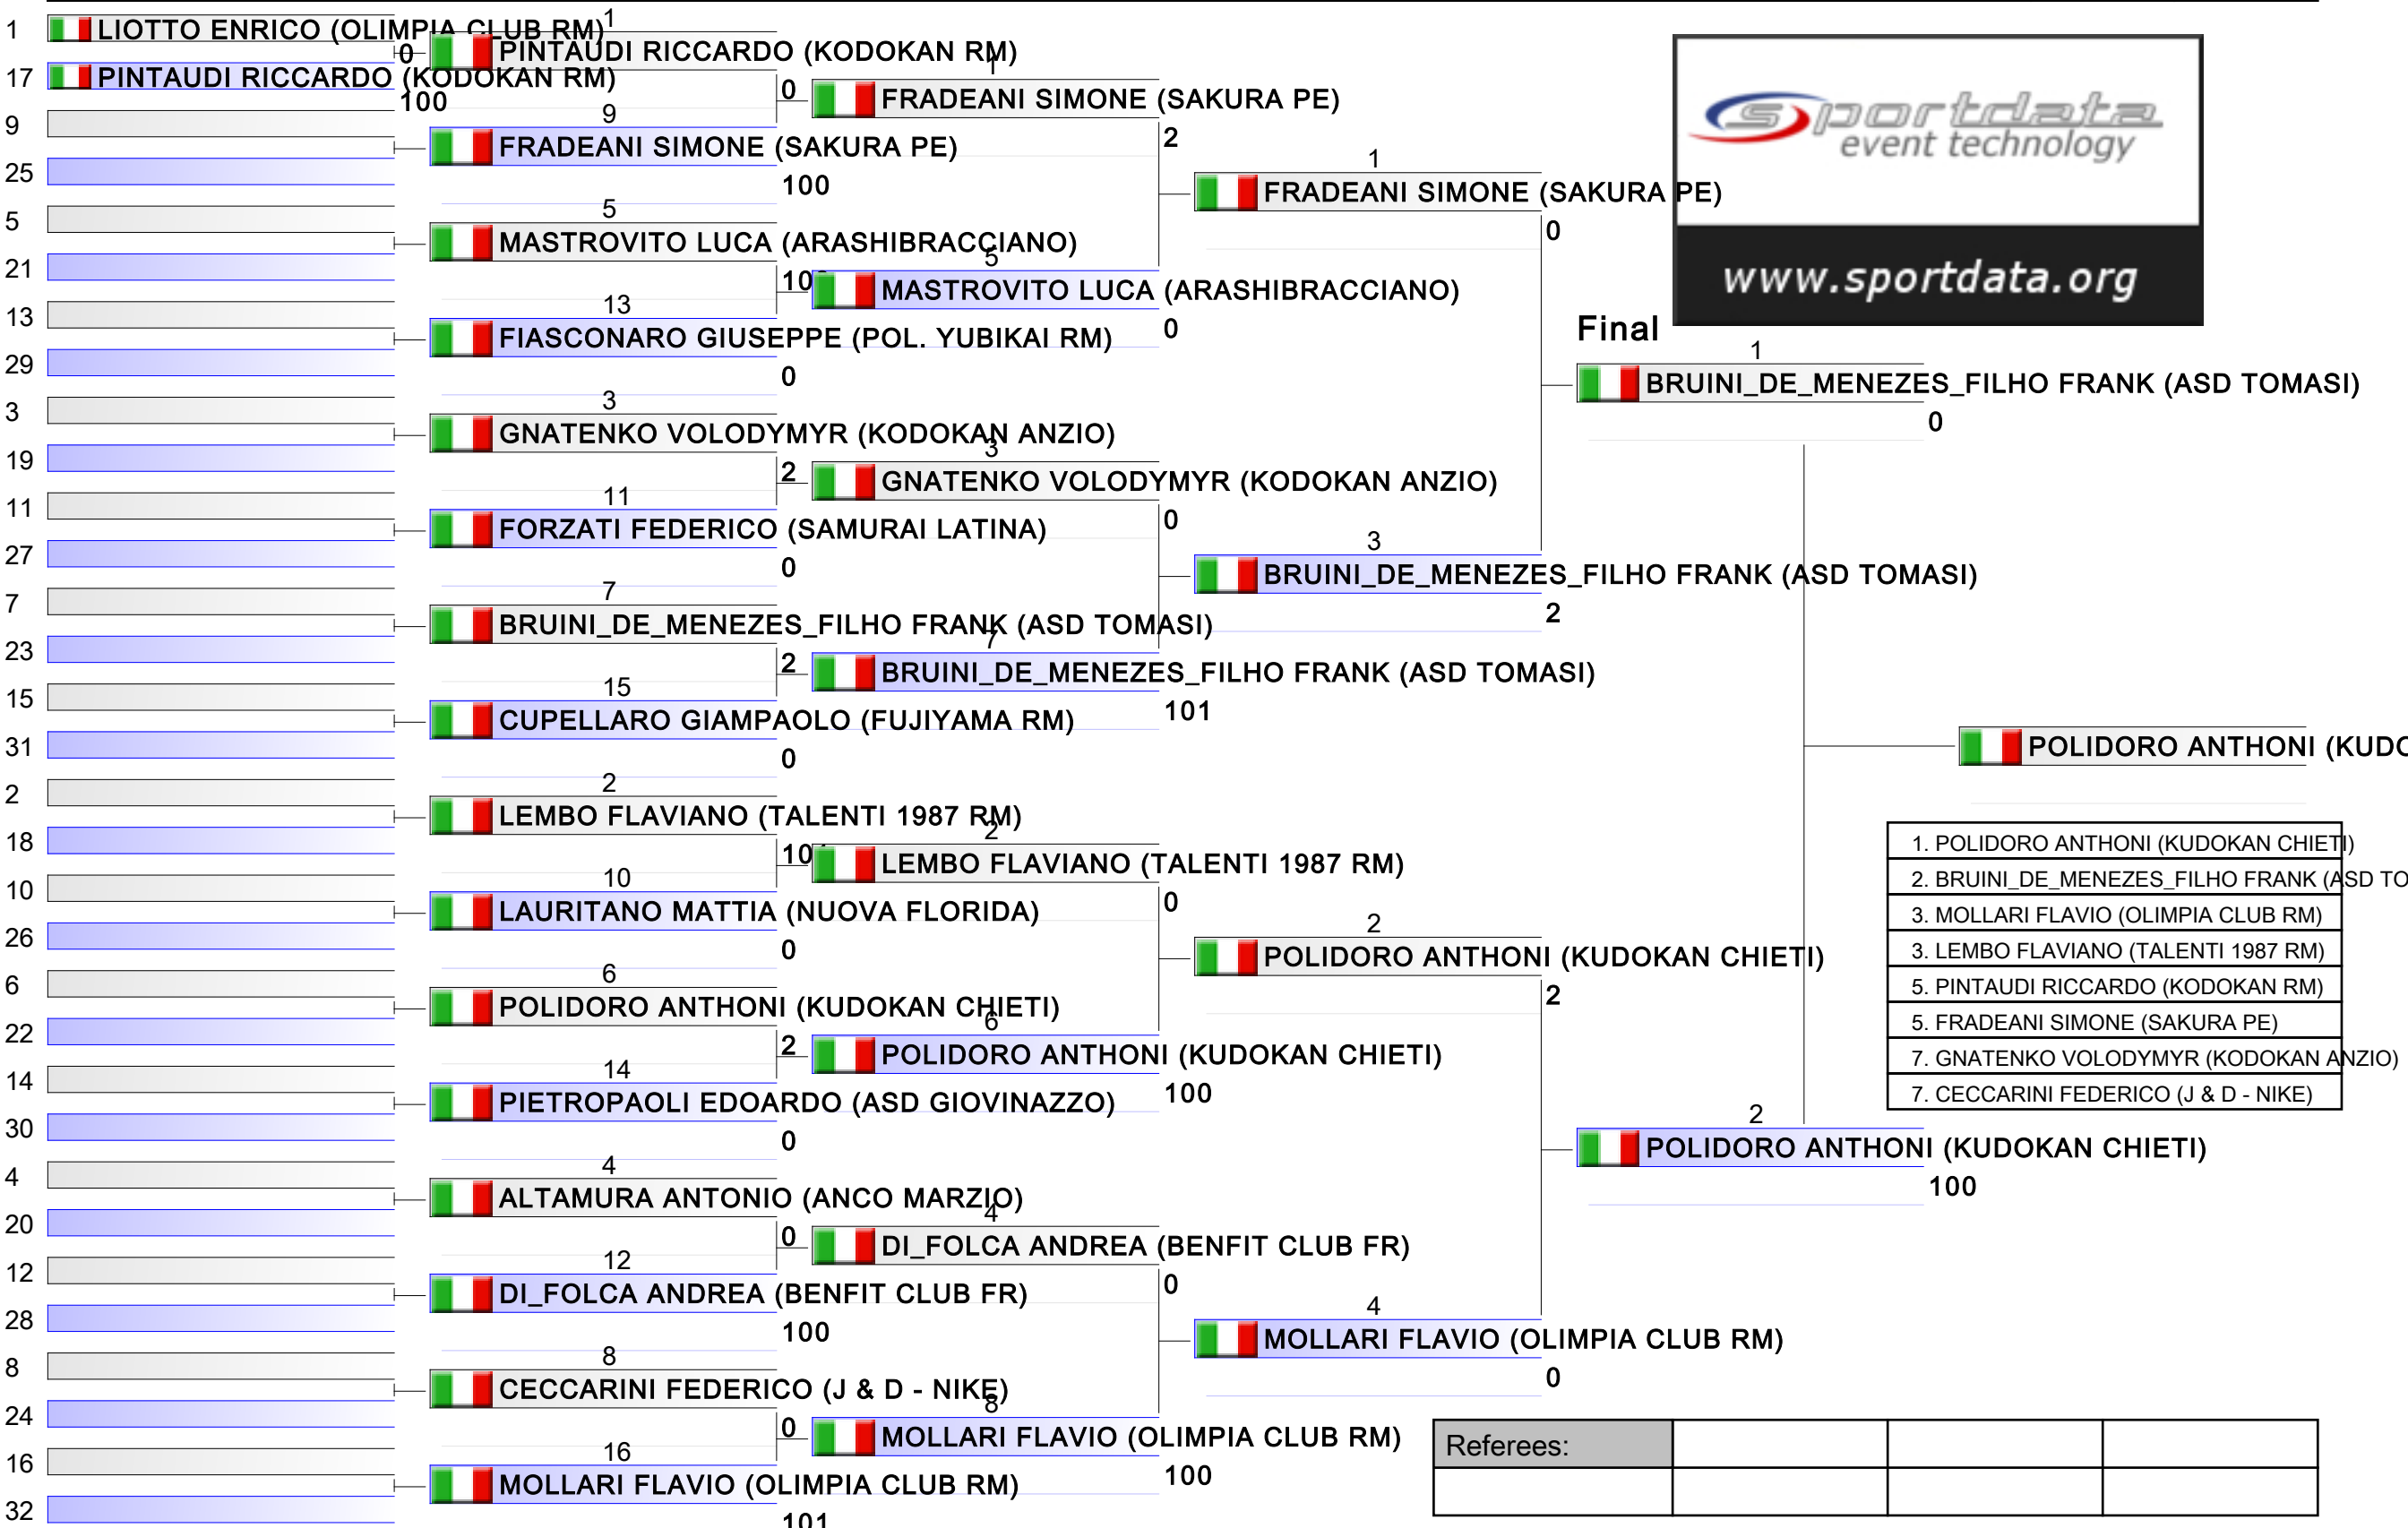 1 LIOTTO ENRICO (OLIMPIA CLUB RM)
0
17 PINTAUDI RICCARDO (KODOKAN RM)
100
9
25
5
21
13
29
3
19
11
27
7
23
15
31
2
18
10
26
6
22
14
30
4
20
12
28
8
24
16
32
1
PINTAUDI RICCARDO (KODOKAN RM)
0
9
FRADEANI SIMONE (SAKURA PE)
100
5
MASTROVITO LUCA (ARASHIBRACCIANO)
13
FIASCONARO GIUSEPPE (POL. YUBIKAI RM)
0
3
GNATENKO VOLODYMYR (KODOKAN ANZIO)
2
11
FORZATI FEDERICO (SAMURAI LATINA)
0
7
BRUINI_DE_MENEZES_FILHO FRANK (ASD TOMASI)
2
15
CUPELLARO GIAMPAOLO (FUJIYAMA RM)
0
2
LEMBO FLAVIANO (TALENTI 1987 RM)
10
LAURITANO MATTIA (NUOVA FLORIDA)
0
6
POLIDORO ANTHONI (KUDOKAN CHIETI)
2
14
PIETROPAOLI EDOARDO (ASD GIOVINAZZO)
0
4
ALTAMURA ANTONIO (ANCO MARZIO)
0
12
DI_FOLCA ANDREA (BENFIT CLUB FR)
100
8
CECCARINI FEDERICO (J & D - NIKE)
0
16
MOLLARI FLAVIO (OLIMPIA CLUB RM)
101
1
FRADEANI SIMONE (SAKURA PE)
2
5
MASTROVITO LUCA (ARASHIBRACCIANO)
0
3
GNATENKO VOLODYMYR (KODOKAN ANZIO)
0
7
BRUINI_DE_MENEZES_FILHO FRANK (ASD TOMASI)
101
2
LEMBO FLAVIANO (TALENTI 1987 RM)
0
6
POLIDORO ANTHONI (KUDOKAN CHIETI)
100
4
DI_FOLCA ANDREA (BENFIT CLUB FR)
0
8
MOLLARI FLAVIO (OLIMPIA CLUB RM)
100
1
FRADEANI SIMONE (SAKURA PE)
0
3
BRUINI_DE_MENEZES_FILHO FRANK (ASD TOMASI)
2
2
POLIDORO ANTHONI (KUDOKAN CHIETI)
2
4
MOLLARI FLAVIO (OLIMPIA CLUB RM)
0
sportdata
event technology
www.sportdata.org
Final
1
BRUINI_DE_MENEZES_FILHO FRANK (ASD TOMASI)
0
2
POLIDORO ANTHONI (KUDOKAN CHIETI)
100
POLIDORO ANTHONI (KUDO
1. POLIDORO ANTHONI (KUDOKAN CHIETI)
2. BRUINI_DE_MENEZES_FILHO FRANK (ASD TO
3. MOLLARI FLAVIO (OLIMPIA CLUB RM)
3. LEMBO FLAVIANO (TALENTI 1987 RM)
5. PINTAUDI RICCARDO (KODOKAN RM)
5. FRADEANI SIMONE (SAKURA PE)
7. GNATENKO VOLODYMYR (KODOKAN ANZIO)
7. CECCARINI FEDERICO (J & D - NIKE)
Referees: